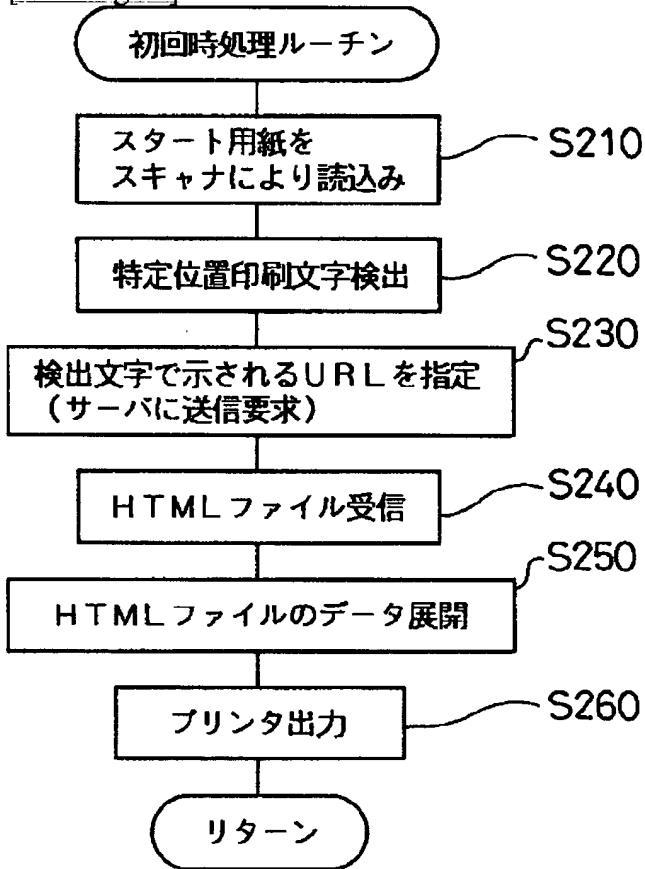 初回時処理ルーチン
スタート用紙を
スキャナにより読込み
S210
特定位置印刷文字検出
S220
S230
検出文字で示されるＵＲＬを指定
（サーバに送信要求）
S240
ＨＴＭＬファイル受信
S250
ＨＴＭＬファイルのデータ展開
S260
プリンタ出力
リターン